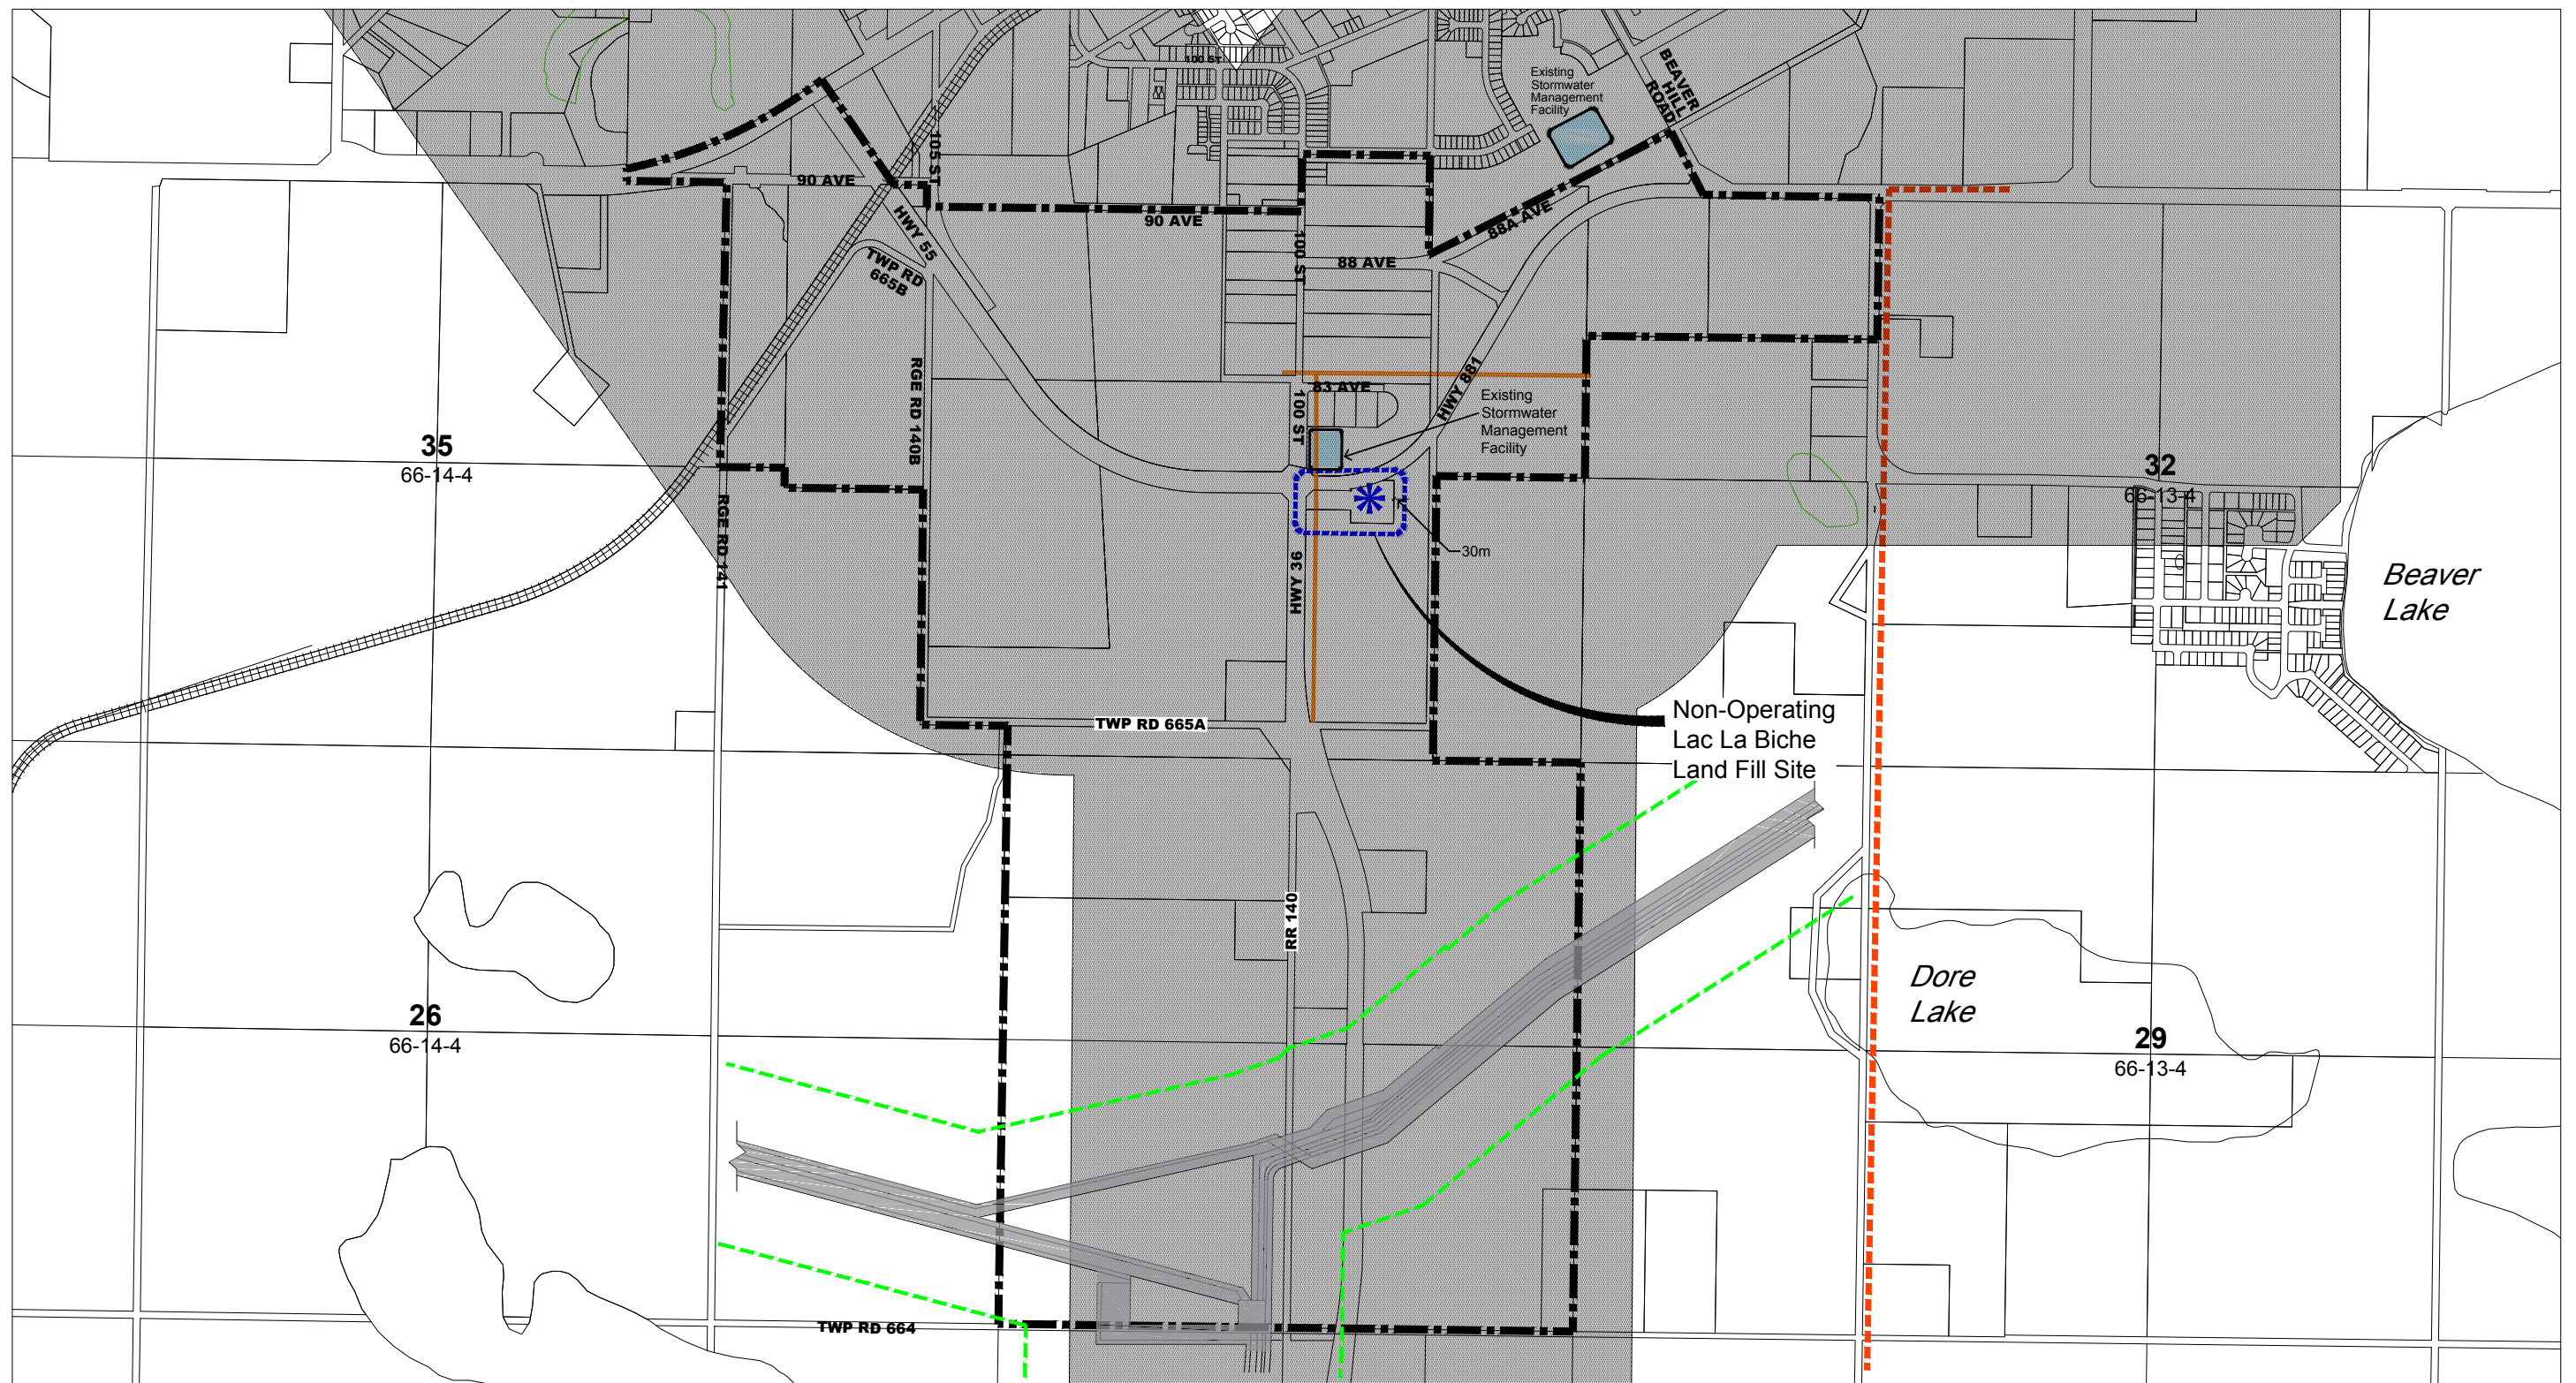 100 ST
Existing
Stormwater
Management
Facility
BEAVER
HILL
ROAD
105 ST
90 AVE
HWY 55
90 AVE
88A AVE
100 ST
88 AVE
TWP RD
665B
RGE RD 140B
83 AVE
100 ST
HWY 881
Existing
Stormwater
Management
Facility
35
66-14-4
32
66-13-4
RGE RD 141
30m
HWY 36
Beaver
Lake
TWP RD 665A
Non-Operating
Lac La Biche
Land Fill Site
RR 140
Dore
Lake
26
66-14-4
29
66-13-4
TWP RD 664